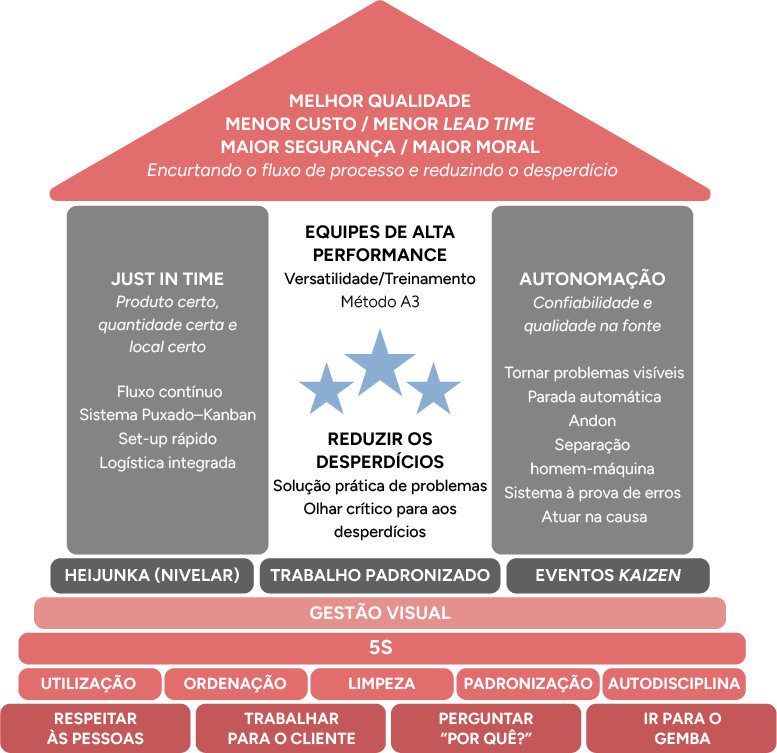 MELHOR QUALIDADE
MENOR CUSTO / MENOR LEAD TIME
MAIOR SEGURANÇA / MAIOR MORAL
Encurtando o fluxo de processo e reduzindo o desperdício
JUST IN TIME
Produto certo,
quantidade certa e
local certo
Fluxo contínuo
Sistema Puxado–Kanban
Set-up rápido
Logística integrada
EQUIPES DE ALTA
PERFORMANCE
Versatilidade/Treinamento
Método A3
REDUZIR OS
DESPERDÍCIOS
Solução prática de problemas
Olhar crítico para aos
desperdícios
AUTONOMAÇÃO
Confiabilidade e
qualidade na fonte
Tornar problemas visíveis
Parada automática
Andon
Separação
homem-máquina
Sistema à prova de erros
Atuar na causa
HEIJUNKA (NIVELAR)
TRABALHO PADRONIZADO
EVENTOS KAIZEN
GESTÃO VISUAL
5S
UTILIZAÇÃO
ORDENAÇÃO
LIMPEZA
PADRONIZAÇÃO
AUTODISCIPLINA
RESPEITAR
ÀS PESSOAS
TRABALHAR
PARA O CLIENTE
PERGUNTAR
“POR QUÊ?”
IR PARA O
GEMBA